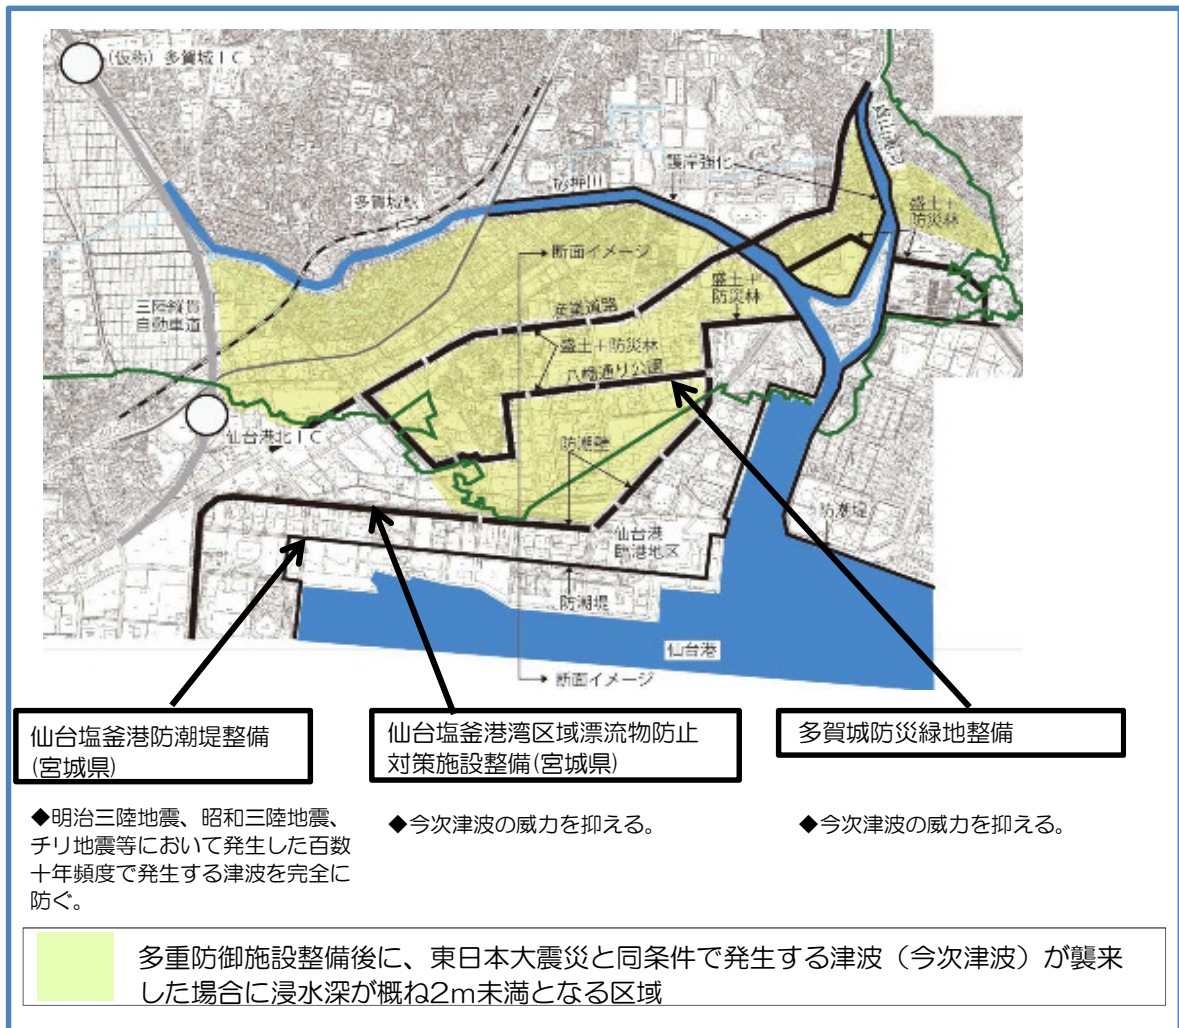 (仮称)多賀城IC
護岸強化
砂押川
多賀城駅
盛土＋
防災林
断面イメージ
三陸縦貫
自動車道
産業道路
盛土＋
防災林
盛土＋防災林
八幡通り公園
仙台港北IC
防潮壁
仙台港
臨港地区
防潮堤
防潮堤
仙台港
断面イメージ
仙台塩釜港防潮堤整備
(宮城県)
仙台塩釜港湾区域漂流物防止
対策施設整備(宮城県)
多賀城防災緑地整備
◆明治三陸地震、昭和三陸地震、
チリ地震等において発生した百数
十年頻度で発生する津波を完全に
防ぐ。
◆今次津波の威力を抑える。
◆今次津波の威力を抑える。
多重防御施設整備後に、東日本大震災と同条件で発生する津波（今次津波）が襲来
した場合に浸水深が概ね2m未満となる区域